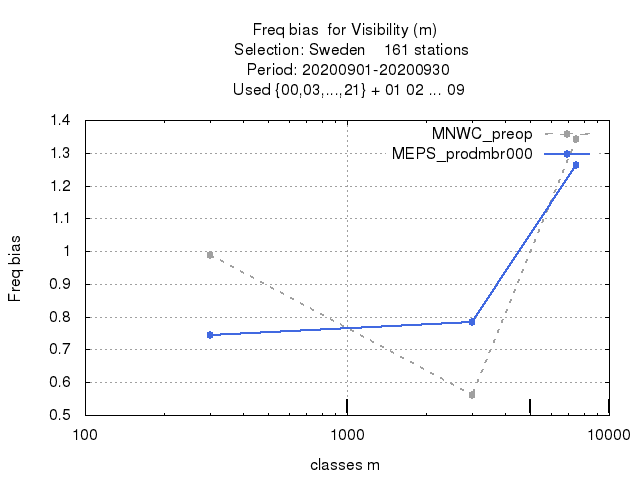 Freq bias  for Visibility (m)
Selection: Sweden    161 stations
Period: 20200901-20200930
Used {00,03,...,21} + 01 02 ... 09
MNWC_preop
MEPS_prodmbr000
1.4
1.3
1.2
1.1
1
0.9
0.8
0.7
0.6
0.5
Freq bias
100
1000
10000
classes m